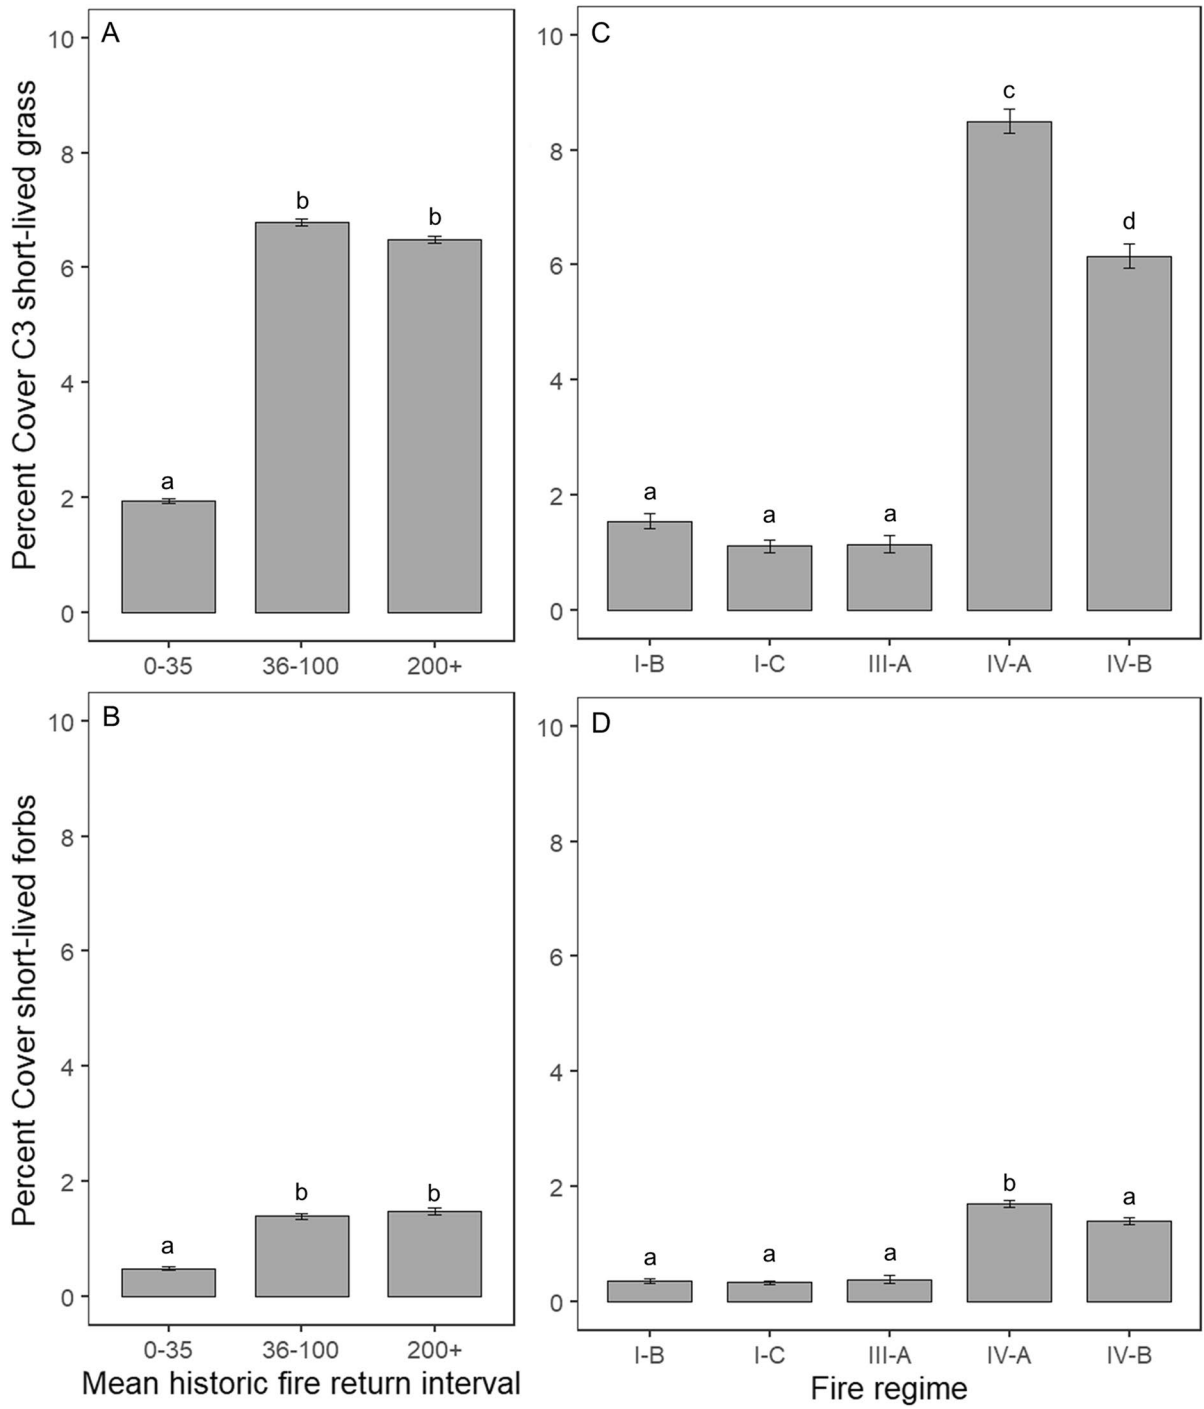 A
Percent Cover C3 short-lived grass
10
8
6
4
2
0
a
b
b
0-35
36-100
200+
C
10
8
6
4
2
0
a
a
a
c
d
I-B
I-C
III-A
IV-A
IV-B
B
Percent Cover short-lived forbs
10
8
6
4
2
0
a
b
b
0-35
36-100
200+
Mean historic fire return interval
D
10
8
6
4
2
0
a
a
a
b
a
I-B
I-C
III-A
IV-A
IV-B
Fire regime